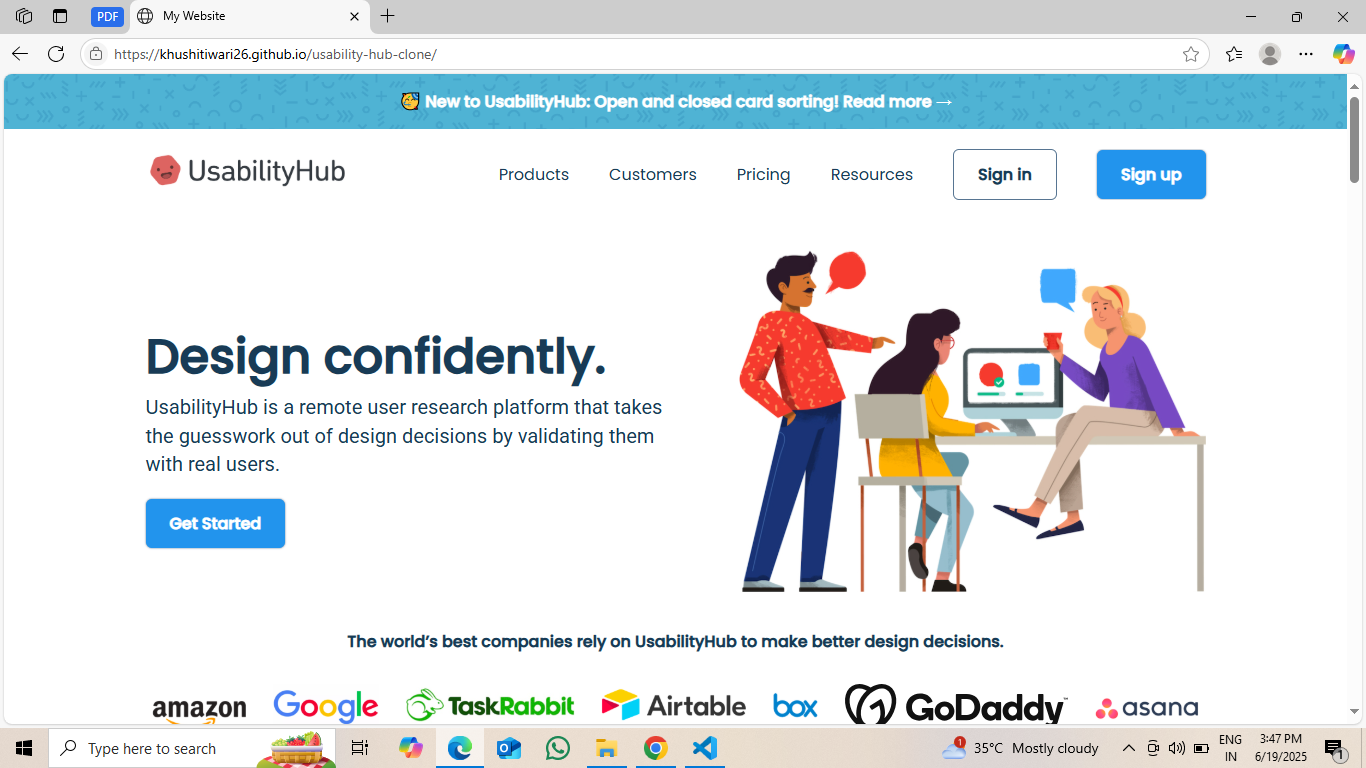 PDF
My Website
https://khushitiwari26.github.io/usability-hub-clone/
New to UsabilityHub: Open and closed card sorting! Read more →
UsabilityHub
Products
Customers
Pricing
Resources
Sign in
Sign up
Design confidently.
UsabilityHub is a remote user research platform that takes
the guesswork out of design decisions by validating them
with real users.
Get Started
The world’s best companies rely on UsabilityHub to make better design decisions.
amazon
Google
TaskRabbit
Airtable
box
GoDaddy™
asana
Type here to search
1
35°C Mostly cloudy
ENG
IN
3:47 PM
6/19/2025
1